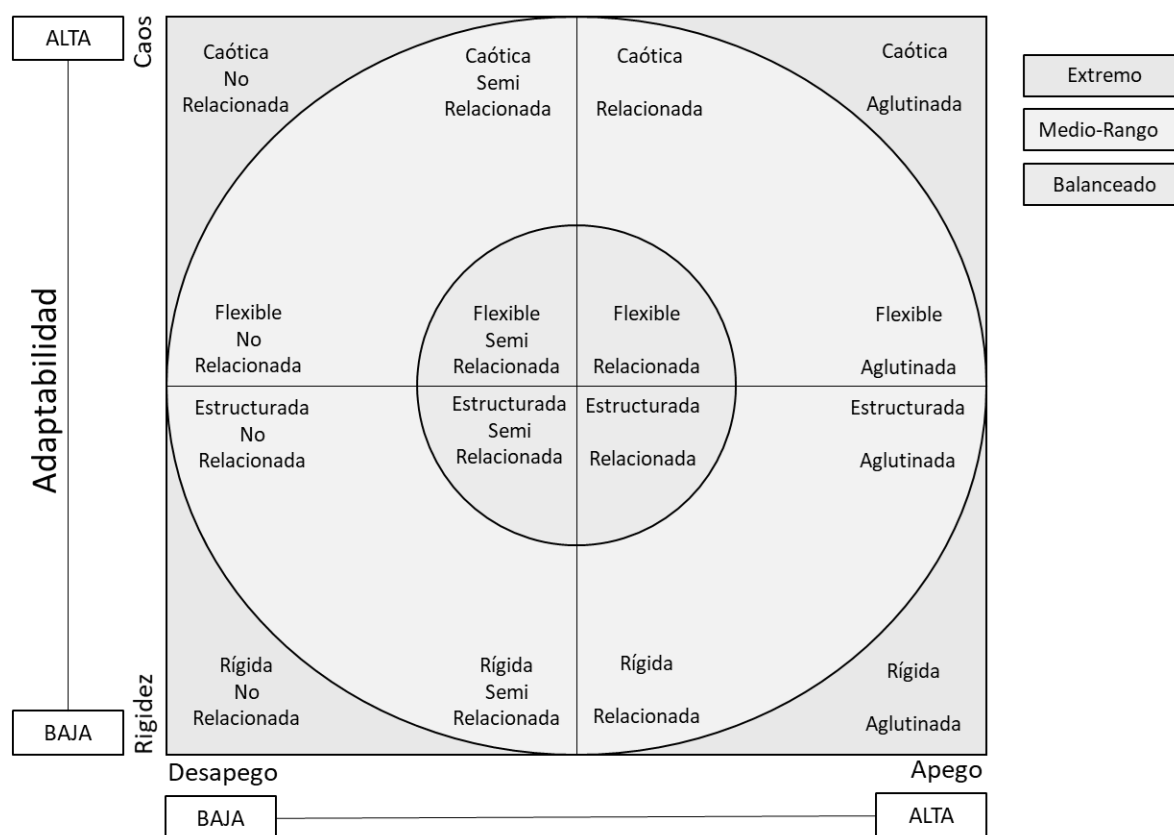 ALTA
Caos
Adaptabilidad
BAJA
Rigidez
Caótica
No
Relacionada
Caótica
Semi
Relacionada
Caótica
Relacionada
Caótica
Aglutinada
Flexible
No
Relacionada
Flexible
Semi
Relacionada
Flexible
Relacionada
Flexible
Aglutinada
Estructurada
No
Relacionada
Estructurada
Semi
Relacionada
Estructurada
Relacionada
Estructurada
Aglutinada
Rígida
No
Relacionada
Rígida
Semi
Relacionada
Rígida
Relacionada
Rígida
Aglutinada
Desapego
Apego
BAJA
ALTA
Extremo
Medio-Rango
Balanceado